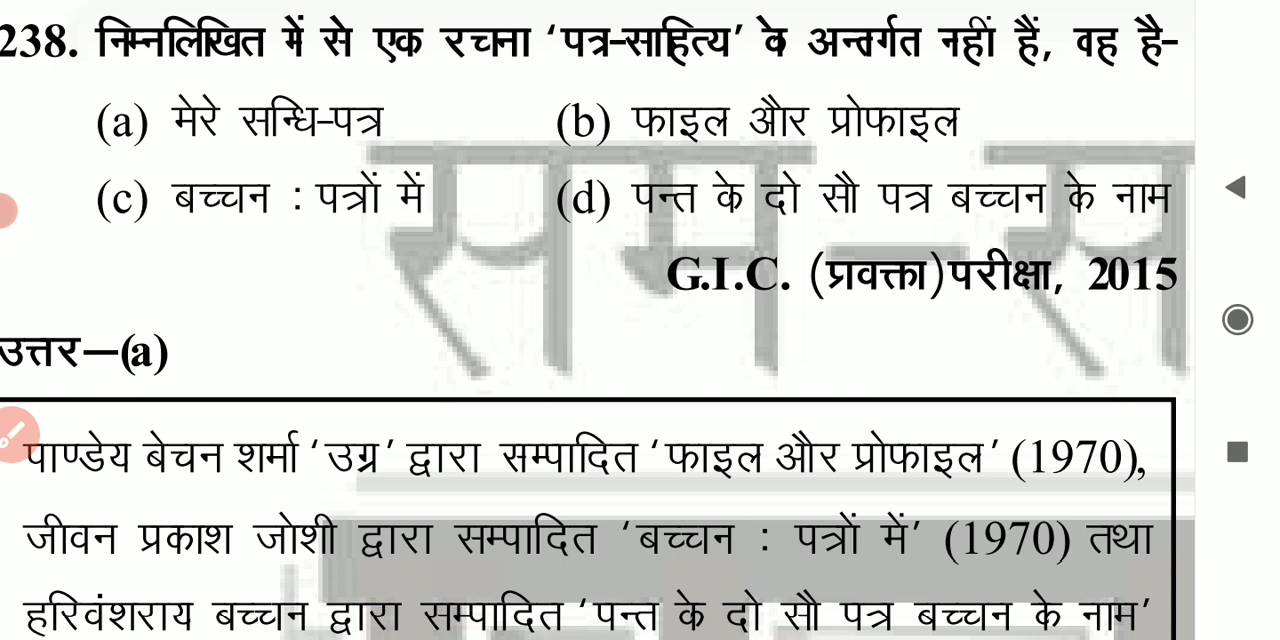 238. निम्नलिखित में से एक रचना ‘पत्र-साहित्य’ के अन्तर्गत नहीं हैं, वह है-
(a) मेरे सन्धि-पत्र (b) फाइल और प्रोफाइल
(c) बच्चन : पत्रों में (d) पन्त के दो सौ पत्र बच्चन के नाम
G.I.C. (प्रवक्ता)परीक्षा, 2015
उत्तर—(a)
पाण्डेय बेचन शर्मा ‘उग्र’ द्वारा सम्पादित ‘फाइल और प्रोफाइल’ (1970),
जीवन प्रकाश जोशी द्वारा सम्पादित ‘बच्चन : पत्रों में’ (1970) तथा
हरिवंशराय बच्चन द्वारा सम्पादित ‘पन्त के दो सौ पत्र बच्चन के नाम’